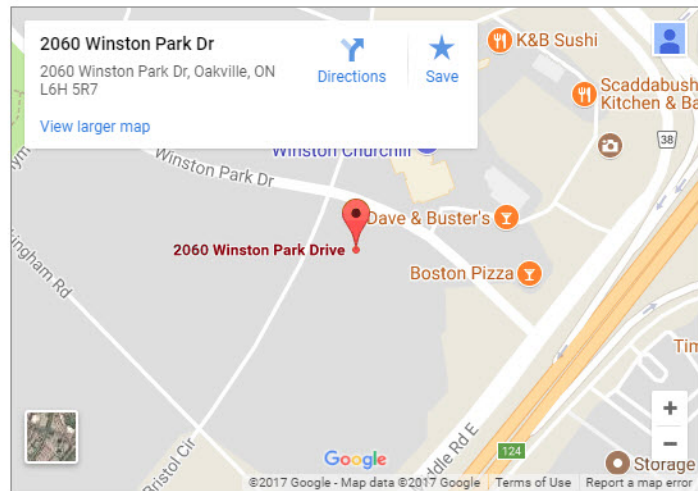 2060 Winston Park Dr
2060 Winston Park Dr, Oakville, ON
L6H 5R7
Directions
Save
View larger map
K&B Sushi
Scaddabush
Kitchen & Ba
38
Winston Churchill
Winston Park Dr
Dave & Buster's
2060 Winston Park Drive
Boston Pizza
ingham Rd
Tim
Bristol Cir
ddle Rd E
124
Storage
+
−
Google
©2017 Google - Map data ©2017 Google
Terms of Use
Report a map error